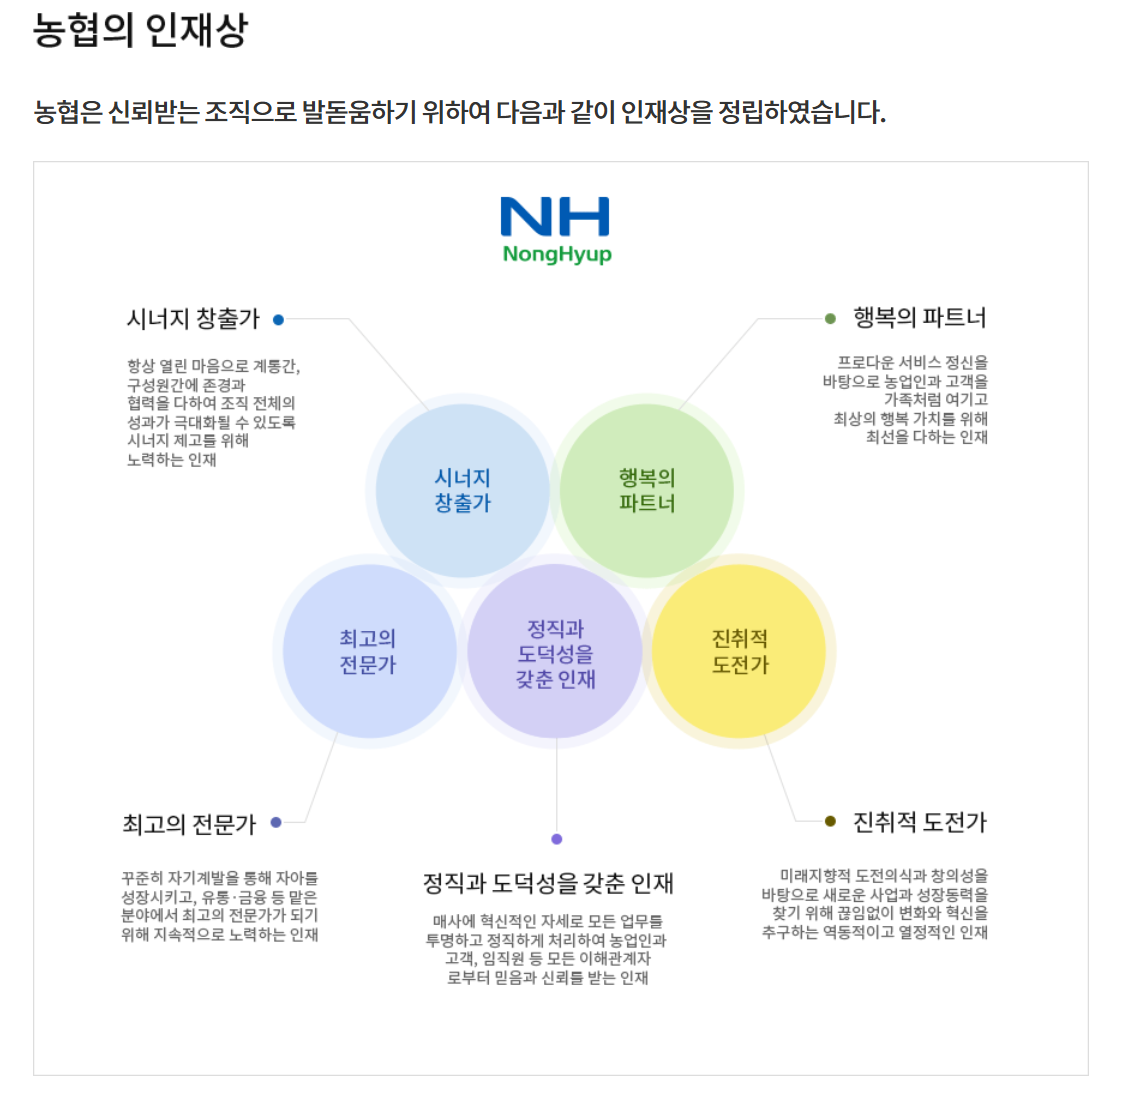 농협의 인재상
농협은 신뢰받는 조직으로 발돋움하기 위하여 다음과 같이 인재상을 정립하였습니다.
NH
NongHyup
시너지 창출가
항상 열린 마음으로 계통간,
구성원간에 존경과
협력을 다하여 조직 전체의
성과가 극대화될 수 있도록
시너지 제고를 위해
노력하는 인재
행복의 파트너
프로다운 서비스 정신을
바탕으로 농업인과 고객을
가족처럼 여기고
최상의 행복 가치를 위해
최선을 다하는 인재
시너지
창출가
행복의
파트너
최고의
전문가
정직과
도덕성을
갖춘 인재
진취적
도전가
최고의 전문가
꾸준히 자기계발을 통해 자아를
성장시키고, 유통·금융 등 맡은
분야에서 최고의 전문가가 되기
위해 지속적으로 노력하는 인재
정직과 도덕성을 갖춘 인재
매사에 혁신적인 자세로 모든 업무를
투명하고 정직하게 처리하여 농업인과
고객, 임직원 등 모든 이해관계자
로부터 믿음과 신뢰를 받는 인재
진취적 도전가
미래지향적 도전의식과 창의성을
바탕으로 새로운 사업과 성장동력을
찾기 위해 끊임없이 변화와 혁신을
추구하는 역동적이고 열정적인 인재